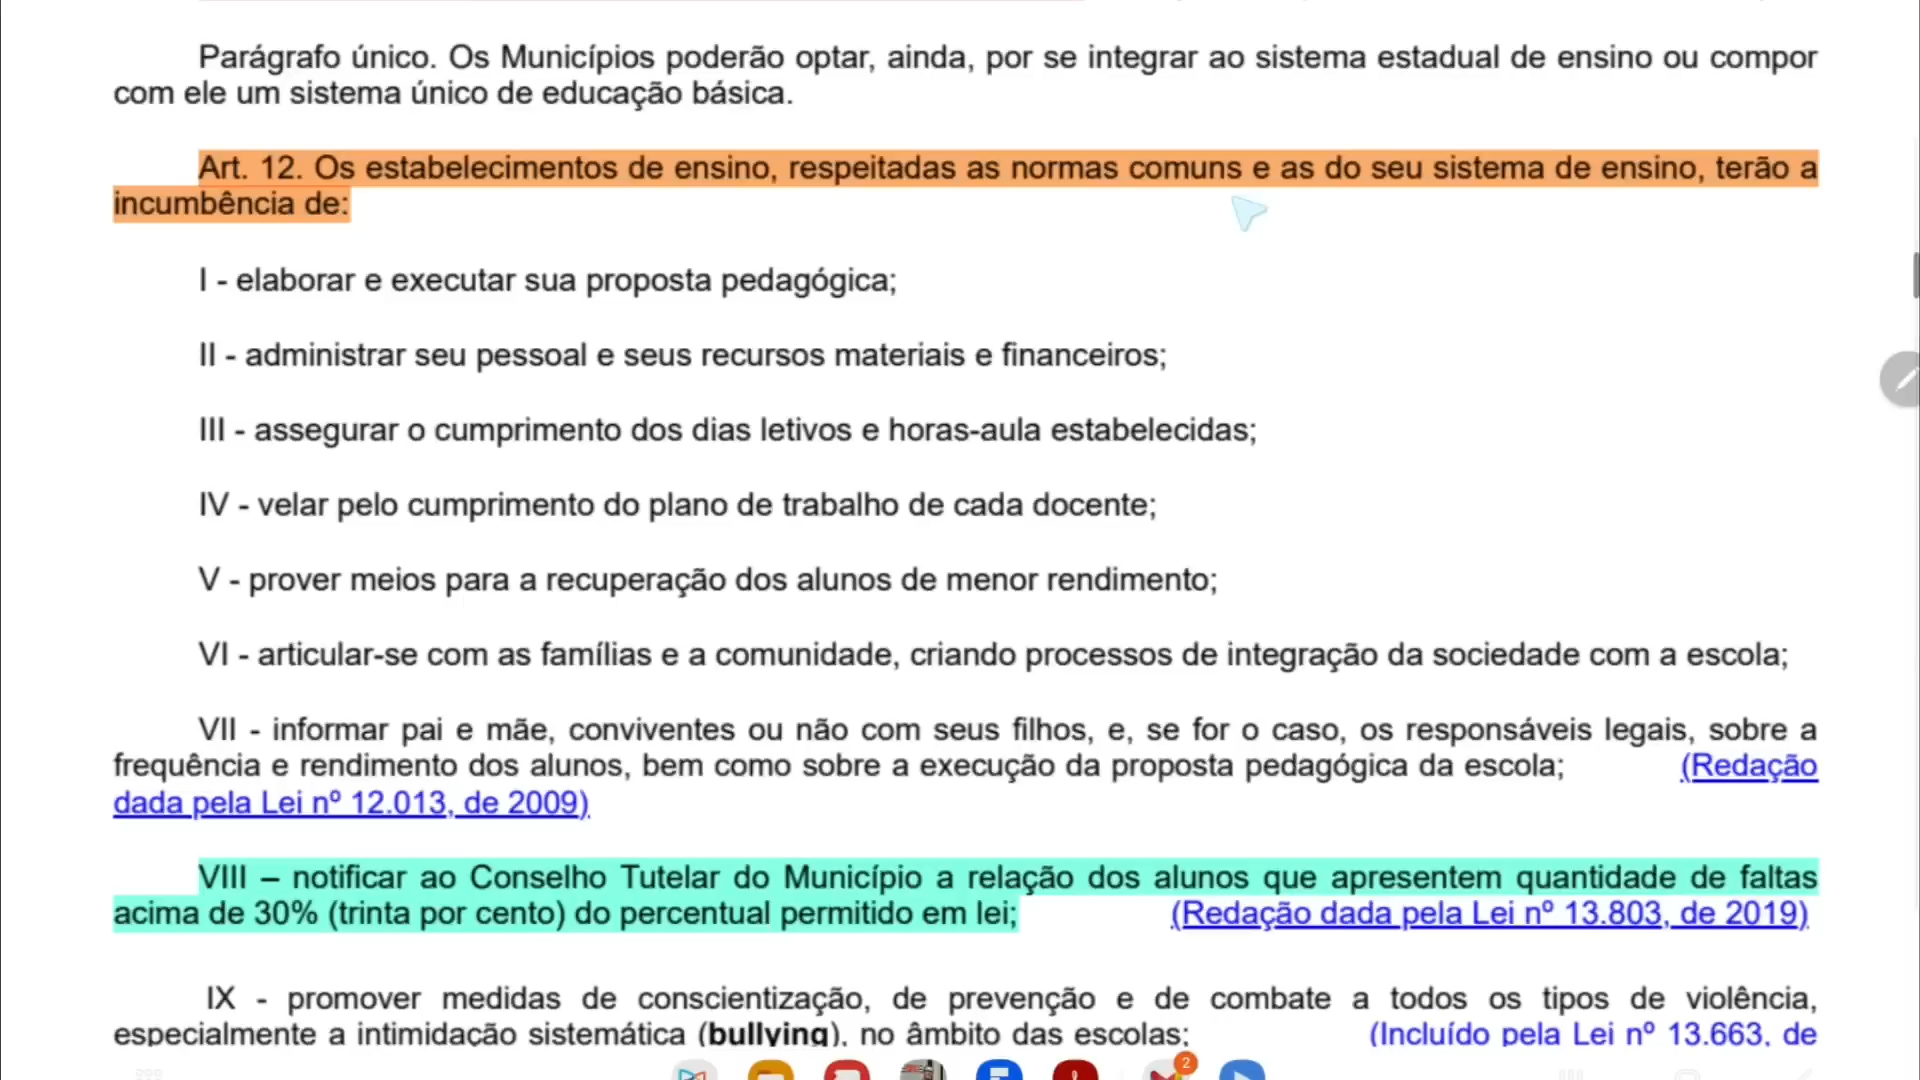 Parágrafo único. Os Municípios poderão optar, ainda, por se integrar ao sistema estadual de ensino ou compor
com ele um sistema único de educação básica.
Art. 12. Os estabelecimentos de ensino, respeitadas as normas comuns e as do seu sistema de ensino, terão a
incumbência de:
I - elaborar e executar sua proposta pedagógica;
II - administrar seu pessoal e seus recursos materiais e financeiros;
III - assegurar o cumprimento dos dias letivos e horas-aula estabelecidas;
IV - velar pelo cumprimento do plano de trabalho de cada docente;
V - prover meios para a recuperação dos alunos de menor rendimento;
VI - articular-se com as famílias e a comunidade, criando processos de integração da sociedade com a escola;
VII - informar pai e mãe, conviventes ou não com seus filhos, e, se for o caso, os responsáveis legais, sobre a
frequência e rendimento dos alunos, bem como sobre a execução da proposta pedagógica da escola; (Redação
dada pela Lei nº 12.013, de 2009)
VIII – notificar ao Conselho Tutelar do Município a relação dos alunos que apresentem quantidade de faltas
acima de 30% (trinta por cento) do percentual permitido em lei; (Redação dada pela Lei nº 13.803, de 2019)
IX - promover medidas de conscientização, de prevenção e de combate a todos os tipos de violência,
especialmente a intimidação sistemática (bullying), no âmbito das escolas; (Incluído pela Lei nº 13.663, de
2